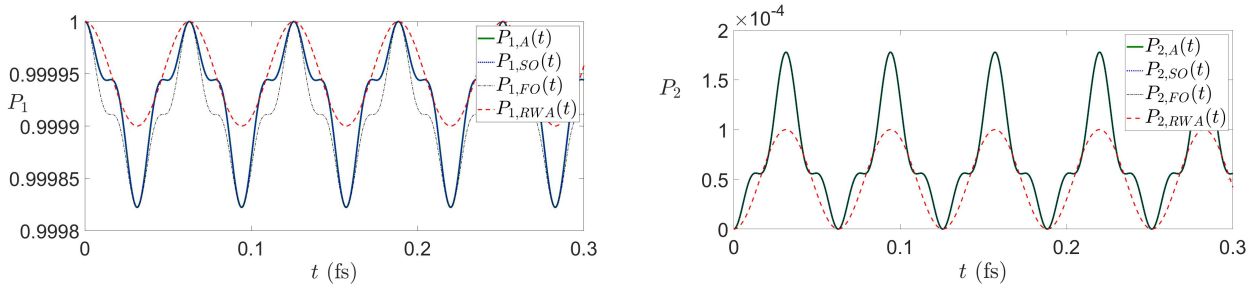 1
0.99995
0.9999
0.99985
0.9998
P₁
0
0.1
0.2
0.3
t (fs)
P₁,A(t)
P₁,SO(t)
P₁,FO(t)
P₁,RWA(t)
×10⁻⁴
2
1.5
1
0.5
0
P₂
0
0.1
0.2
0.3
t (fs)
P₂,A(t)
P₂,SO(t)
P₂,FO(t)
P₂,RWA(t)